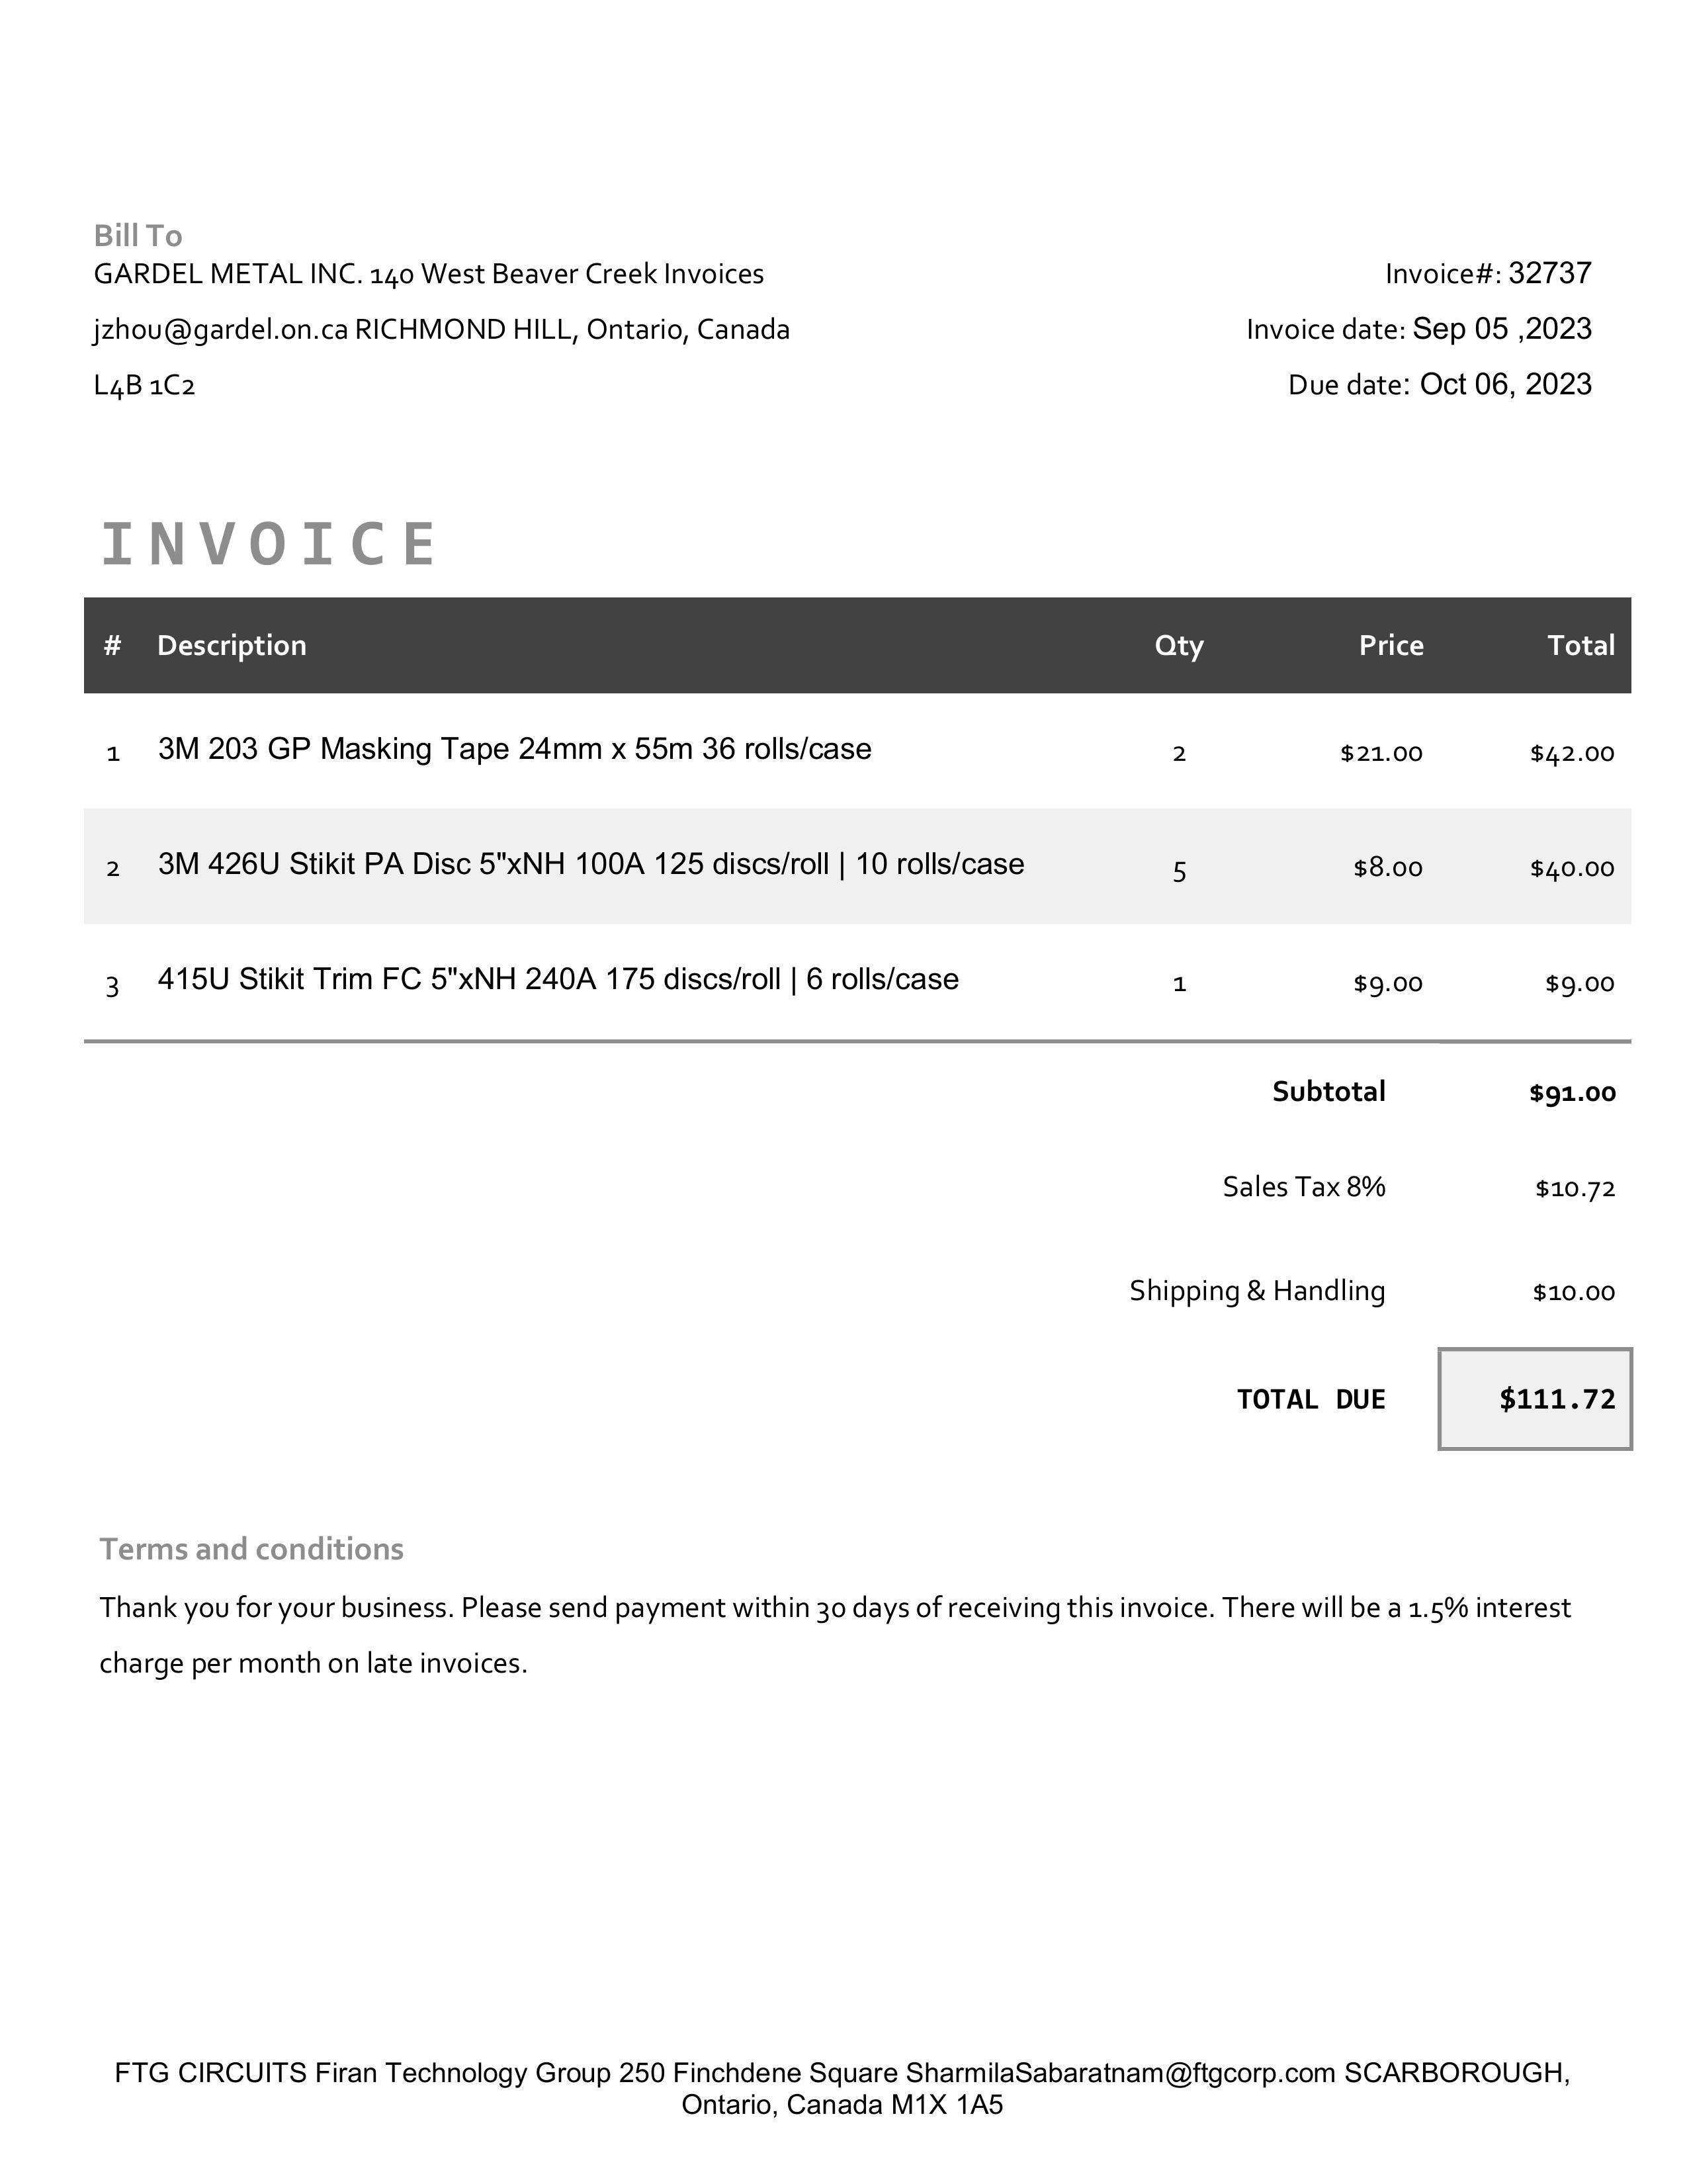 Bill To
GARDEL METAL INC. 140 West Beaver Creek Invoices
jzhou@gardel.on.ca RICHMOND HILL, Ontario, Canada
L4B 1C2
Invoice#: 32737
Invoice date: Sep 05 ,2023
Due date: Oct 06, 2023
INVOICE
# Description Qty Price Total
1 3M 203 GP Masking Tape 24mm x 55m 36 rolls/case 2 $21.00 $42.00
2 3M 426U Stikit PA Disc 5"xNH 100A 125 discs/roll | 10 rolls/case 5 $8.00 $40.00
3 415U Stikit Trim FC 5"xNH 240A 175 discs/roll | 6 rolls/case 1 $9.00 $9.00
Subtotal $91.00
Sales Tax 8% $10.72
Shipping & Handling $10.00
TOTAL DUE $111.72
Terms and conditions
Thank you for your business. Please send payment within 30 days of receiving this invoice. There will be a 1.5% interest
charge per month on late invoices.
FTG CIRCUITS Firan Technology Group 250 Finchdene Square SharmilaSabaratnam@ftgcorp.com SCARBOROUGH,
Ontario, Canada M1X 1A5